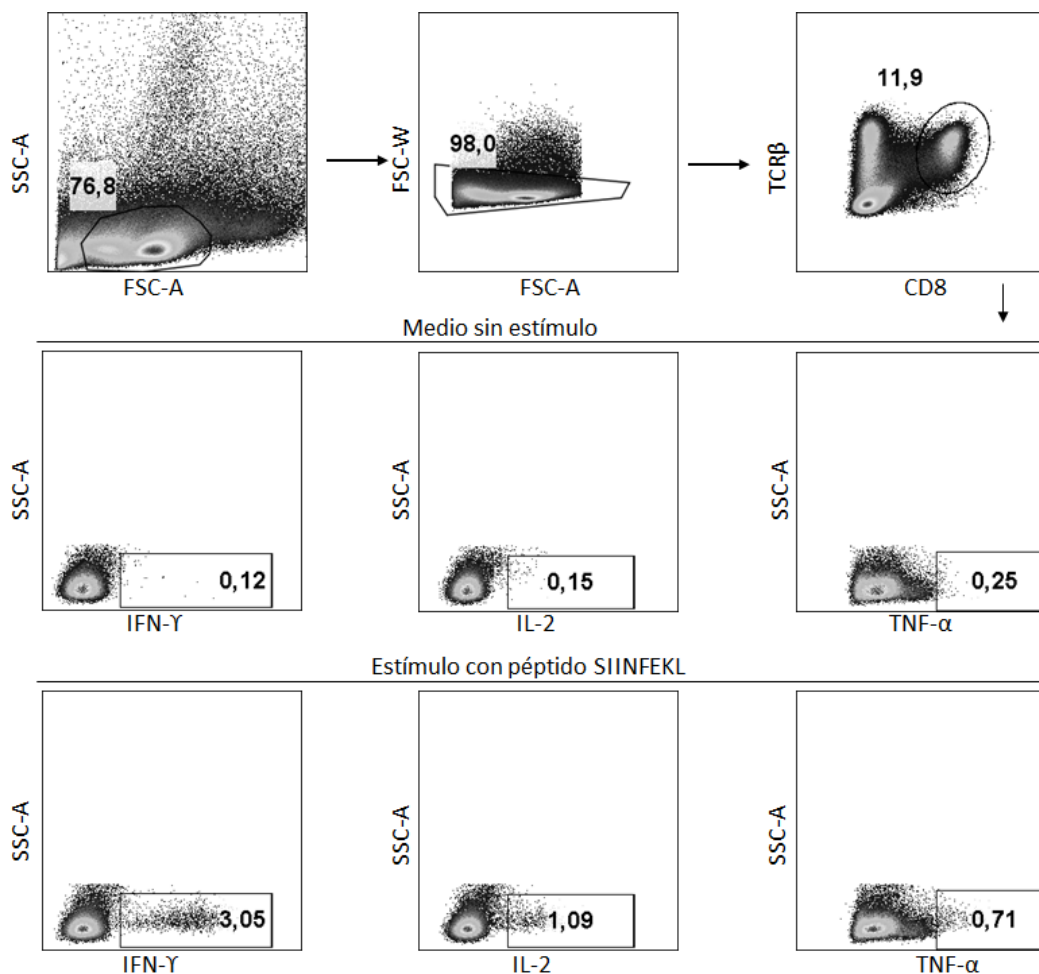 SSC-A
76,8
FSC-A
FSC-W
98,0
FSC-A
TCRβ
11,9
CD8
Medio sin estímulo
SSC-A
0,12
IFN-ϒ
SSC-A
0,15
IL-2
SSC-A
0,25
TNF-α
Estímulo con péptido SIINFEKL
SSC-A
3,05
IFN-ϒ
SSC-A
1,09
IL-2
SSC-A
0,71
TNF-α